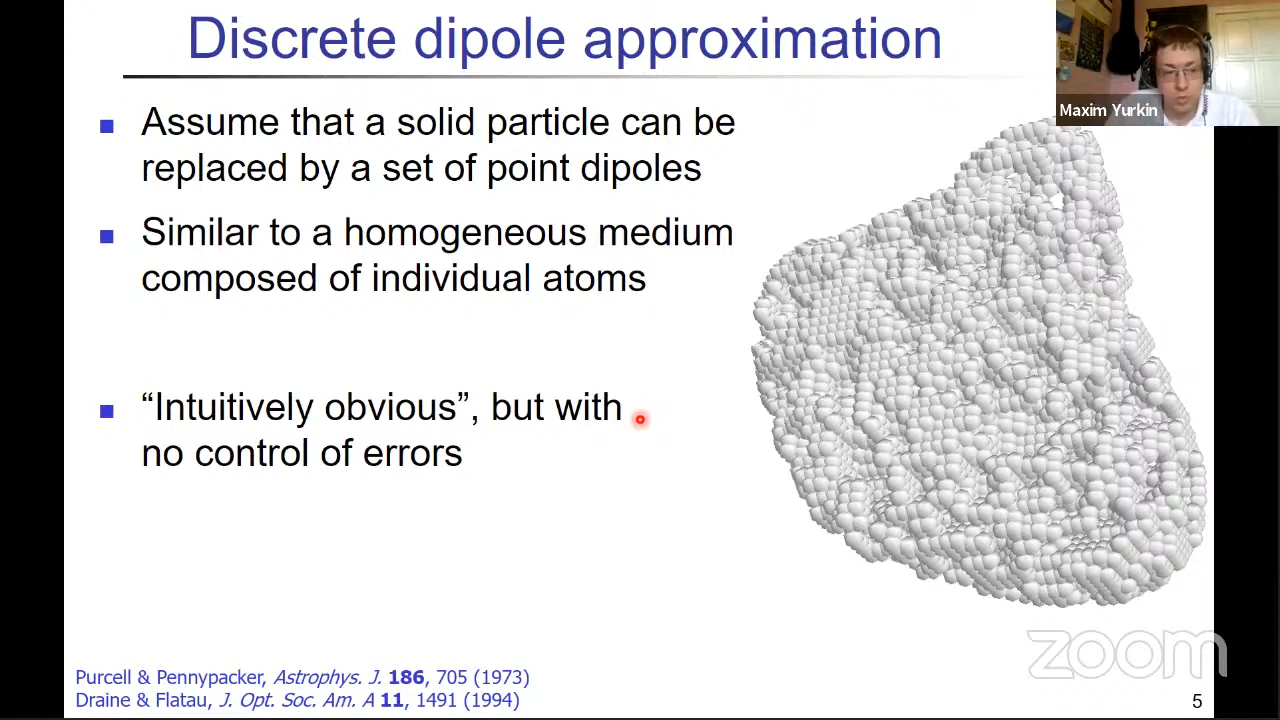 Discrete dipole approximation
Maxim Yurkin
Assume that a solid particle can be
replaced by a set of point dipoles
Similar to a homogeneous medium
composed of individual atoms
“Intuitively obvious”, but with
no control of errors
zoom
Purcell & Pennypacker, Astrophys. J. 186, 705 (1973)
Draine & Flatau, J. Opt. Soc. Am. A 11, 1491 (1994)
5